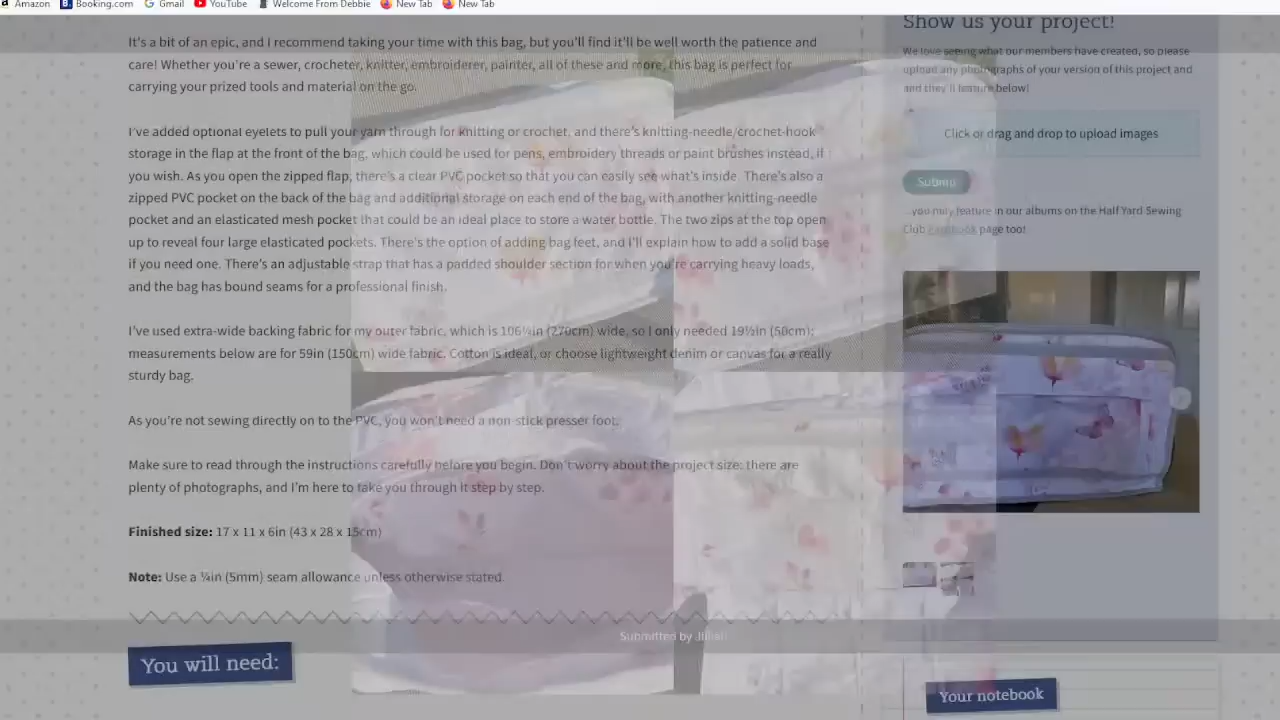 Amazon Booking.com Gmail YouTube Welcome From Debbie New Tab New Tab
It's a bit of an epic, and I recommend taking your time with this bag, but you'll find it'll be well worth the patience and
care! Whether you're a sewer, crocheter, knitter, embroiderer, painter, all of these and more, this bag is perfect for
carrying your prized tools and material on the go.
I've added optional eyelets to pull your yarn through for knitting or crochet, and there's knitting-needle/crochet-hook
storage in the flap at the front of the bag, which could be used for pens, embroidery threads or paint brushes instead, if
you wish. As you open the zipped flap, there's a clear PVC pocket so that you can easily see what's inside. There's also a
zipped PVC pocket on the back of the bag and additional storage on each end of the bag, with another knitting-needle
pocket and an elasticated mesh pocket that could be an ideal place to store a water bottle. The two zips at the top open
up to reveal four large elasticated pockets. There's the option of adding bag feet, and I'll explain how to add a solid base
if you need one. There's an adjustable strap that has a padded shoulder section for when you're carrying heavy loads,
and the bag has bound seams for a professional finish.
I've used extra-wide backing fabric for my outer fabric, which is 106¼in (270cm) wide, so I only needed 19½in (50cm);
measurements below are for 59in (150cm) wide fabric. Cotton is ideal, or choose lightweight denim or canvas for a really
sturdy bag.
As you're not sewing directly on to the PVC, you won't need a non-stick presser foot.
Make sure to read through the instructions carefully before you begin. Don't worry about the project size: there are
plenty of photographs, and I'm here to take you through it step by step.
Finished size: 17 x 11 x 6in (43 x 28 x 15cm)
Note: Use a ¼in (5mm) seam allowance unless otherwise stated.
Submitted by
You will need:
Show us your project!
We love seeing what our members have created, so please
upload any photographs of your version of this project and
and they'll feature below!
Click or drag and drop to upload images
Submit
...you may feature in our albums on the Half Yard Sewing
Club Facebook page too!
Your notebook